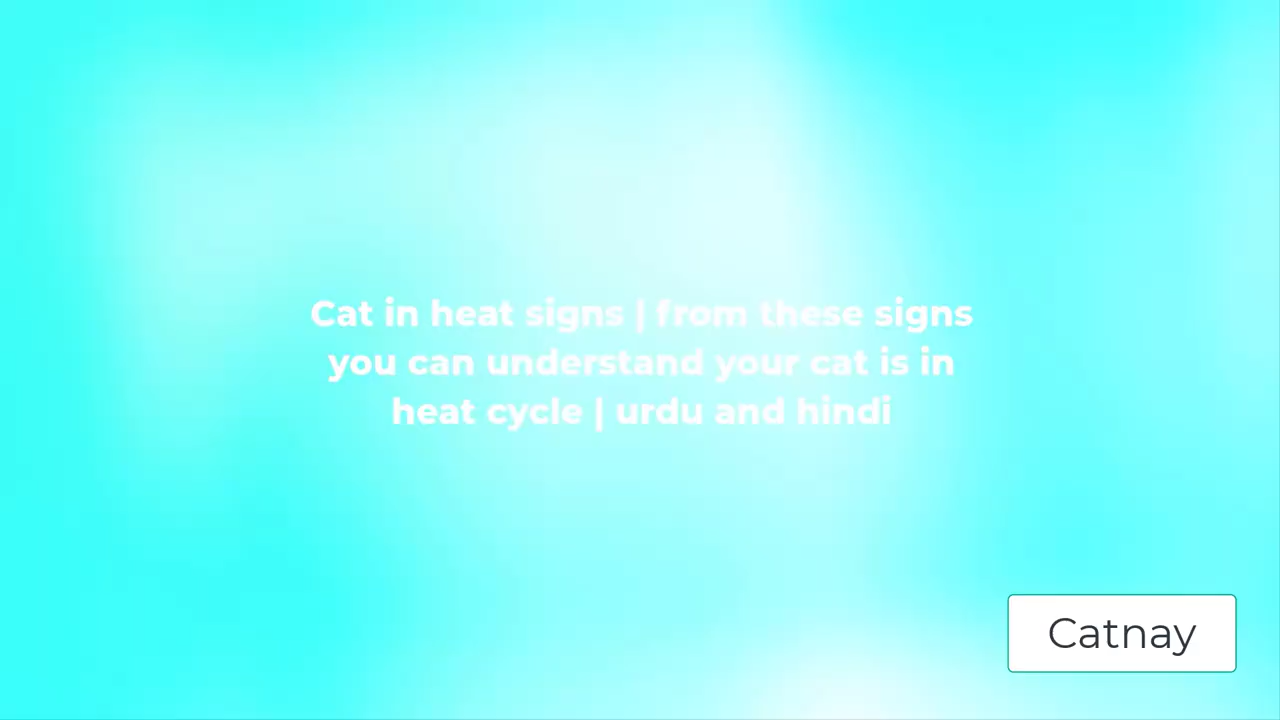 Cat in heat signs | from these signs
you can understand your cat is in
heat cycle | urdu and hindi
Catnay